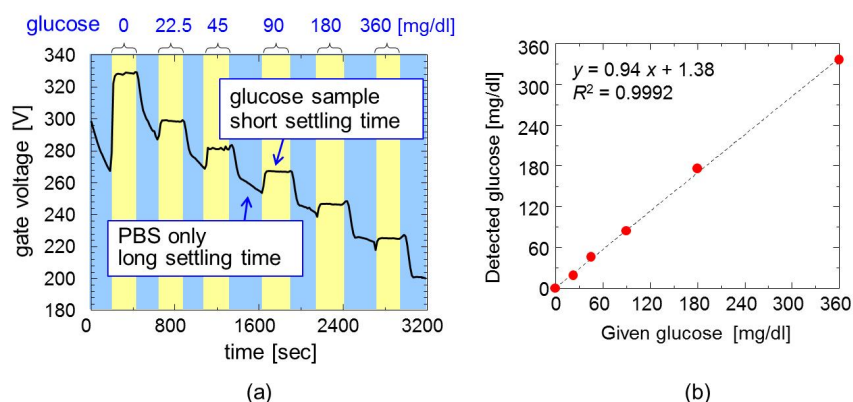 glucose 0 22.5 45 90 180 360 [mg/dl]
340
320
300
280
260
240
220
200
180
gate voltage [V]
glucose sample
short settling time
PBS only
long settling time
0 800 1600 2400 3200
time [sec]
(a)
360
300
240
180
120
60
0
Detected glucose [mg/dl]
y = 0.94 x + 1.38
R² = 0.9992
0 60 120 180 240 300 360
Given glucose [mg/dl]
(b)